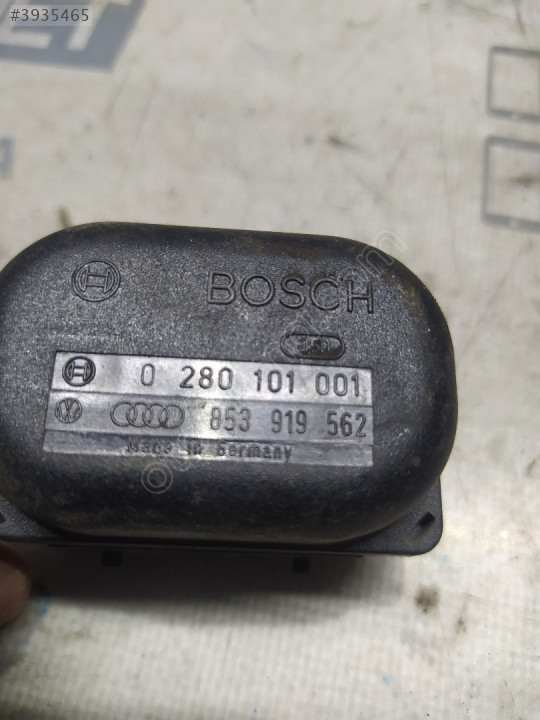 #3935465
BOSCH
0 280 101 001
853 919 562
Made in Germany